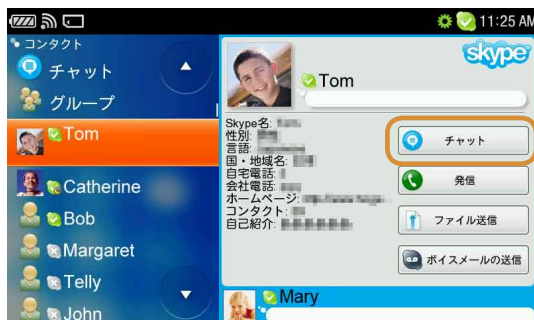 11:25 AM
コンタクト
チャット
グループ
Tom
Catherine
Bob
Margaret
Telly
John
skype
Tom
Skype名:
性別:
言語:
国・地域名:
自宅電話:
会社電話:
ホームページ:
コンタクト:
自己紹介:
チャット
発信
ファイル送信
ボイスメールの送信
Mary